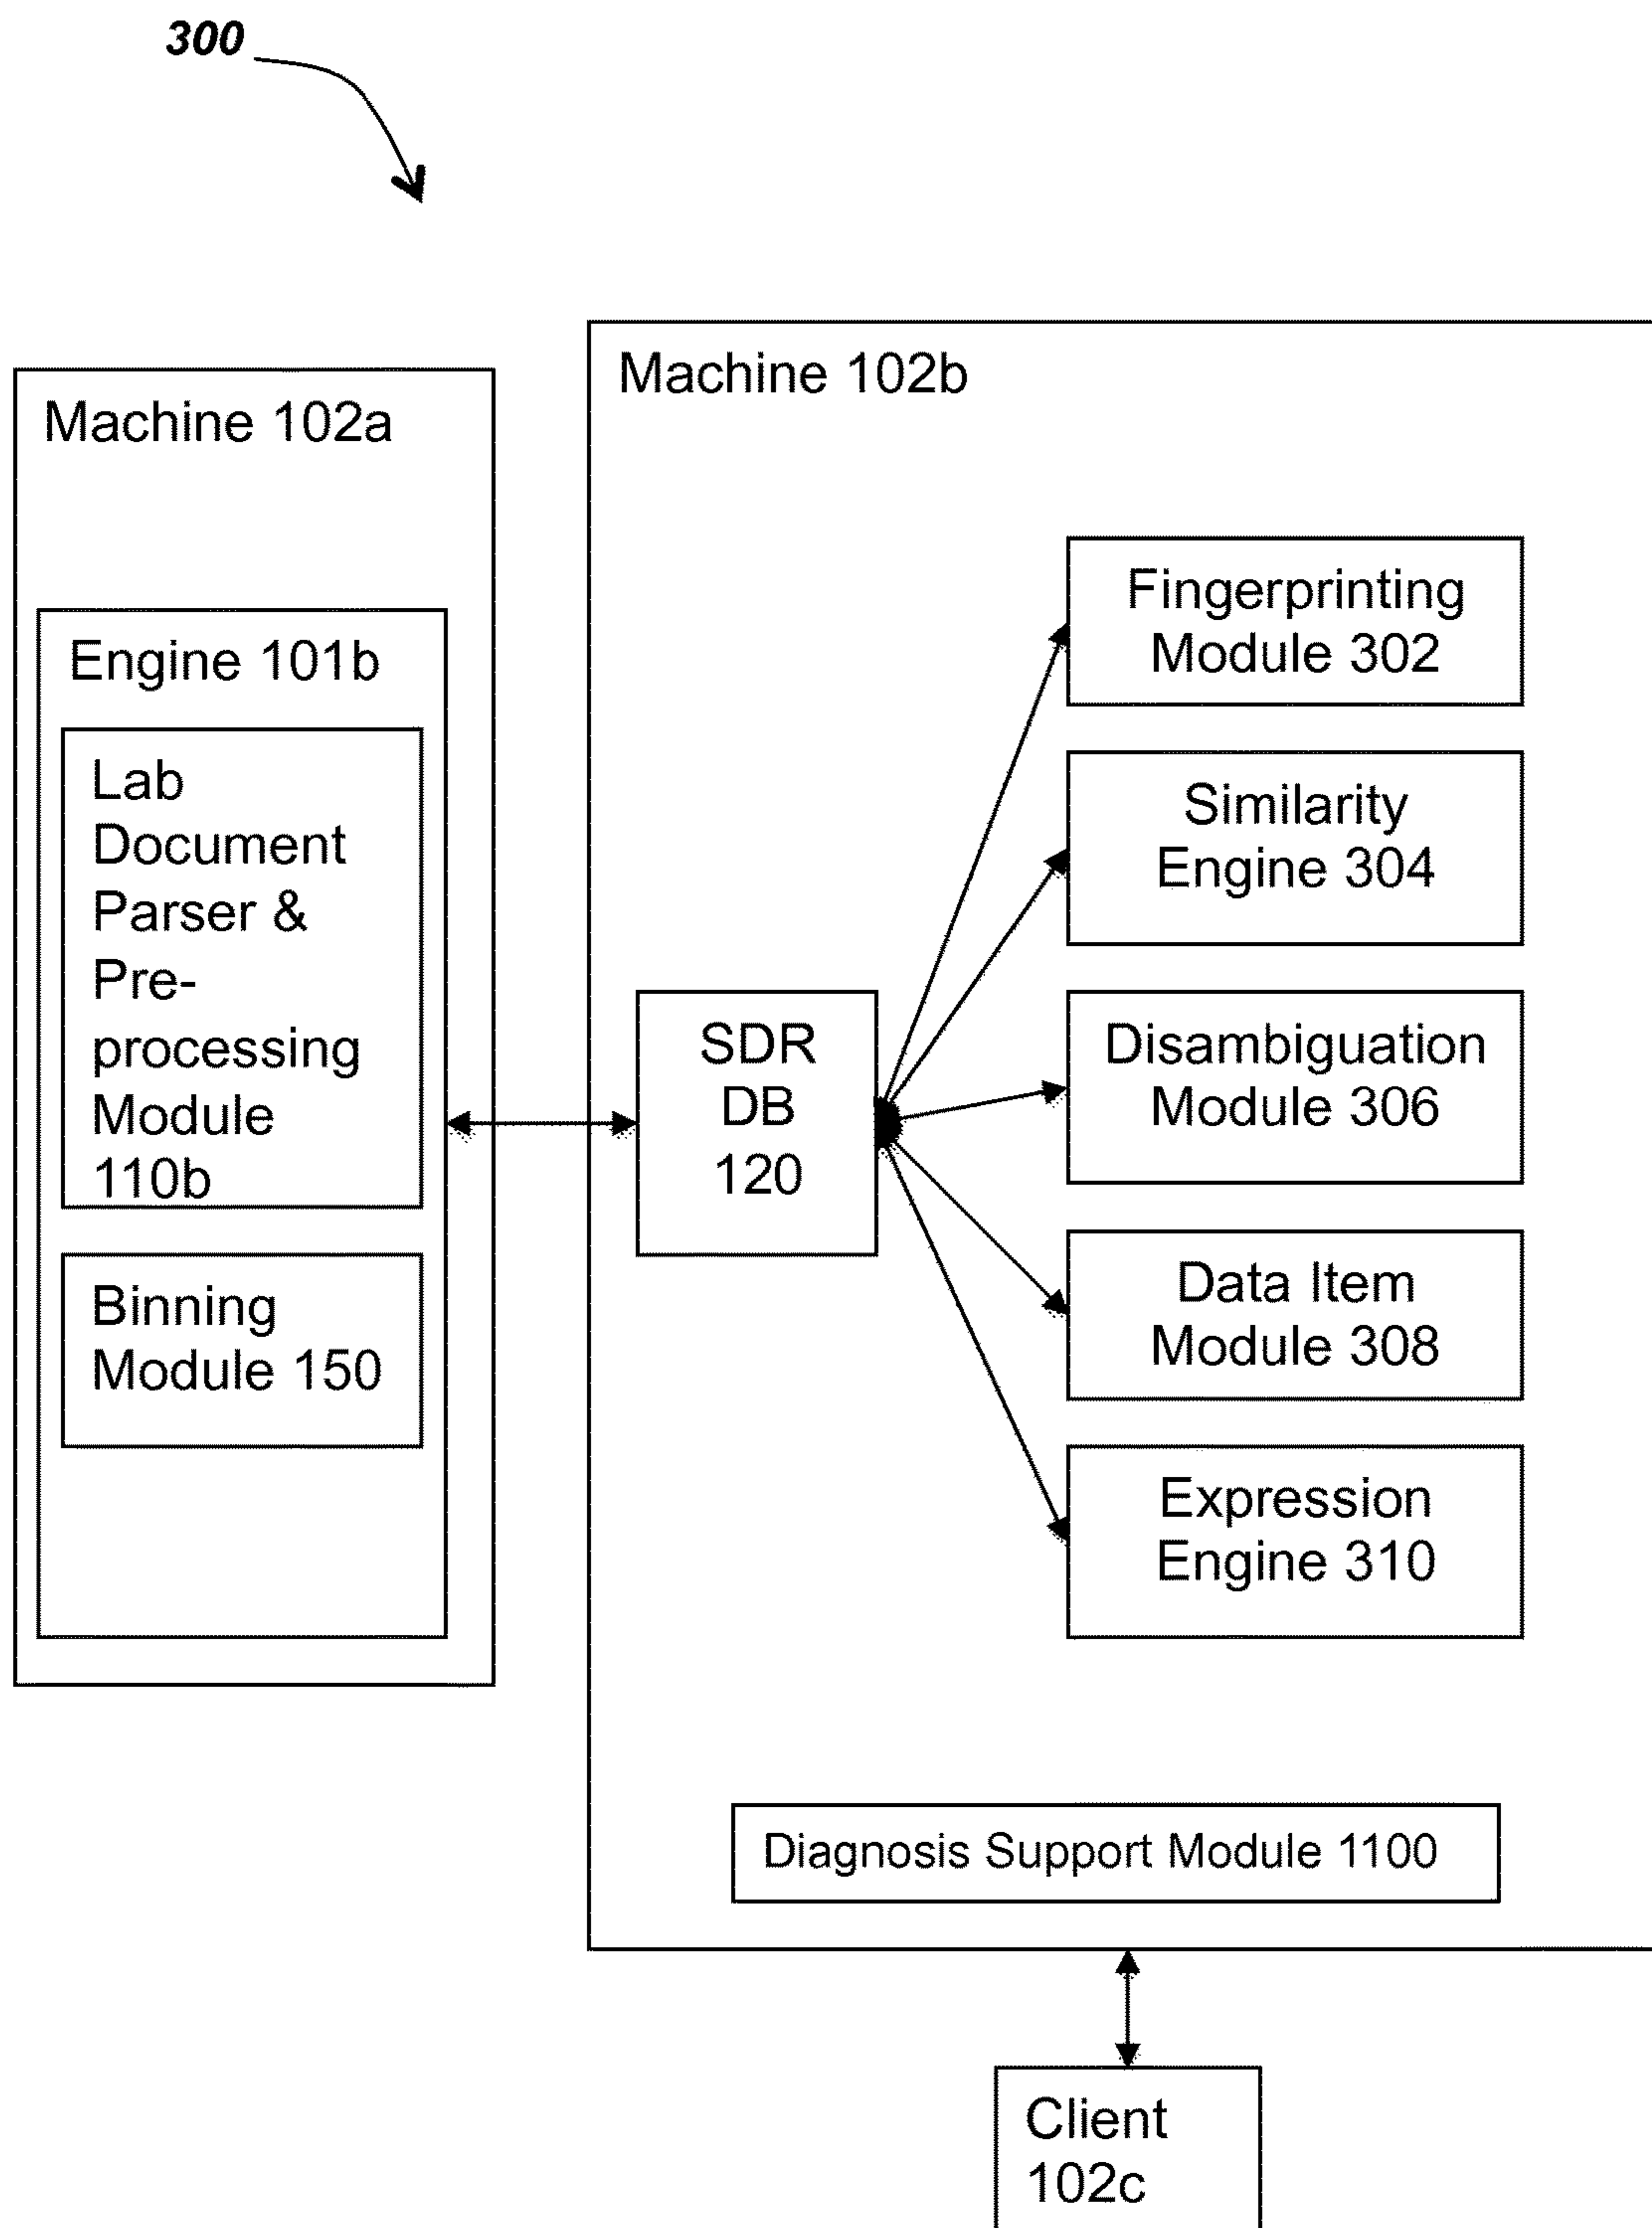 300
Machine 102a
Engine 101b
Lab
Document
Parser &
Pre-
processing
Module
110b
Binning
Module 150
Machine 102b
SDR
DB
120
Fingerprinting
Module 302
Similarity
Engine 304
Disambiguation
Module 306
Data Item
Module 308
Expression
Engine 310
Diagnosis Support Module 1100
Client
102c